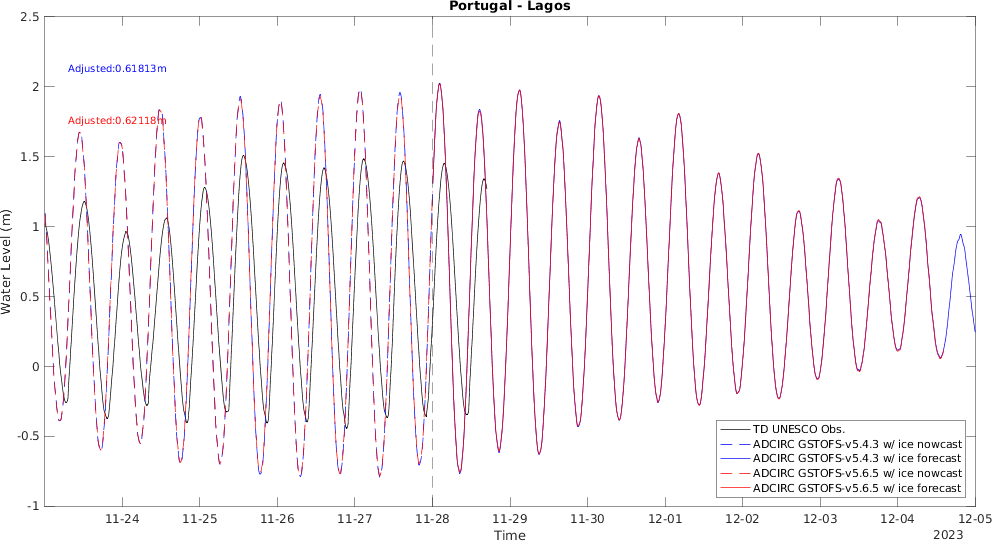 Portugal - Lagos
2.5
2
1.5
1
0.5
0
-0.5
-1
Water Level (m)
Adjusted:0.61813m
Adjusted:0.62118m
TD UNESCO Obs.
ADCIRC GSTOFS-v5.4.3 w/ ice nowcast
ADCIRC GSTOFS-v5.4.3 w/ ice forecast
ADCIRC GSTOFS-v5.6.5 w/ ice nowcast
ADCIRC GSTOFS-v5.6.5 w/ ice forecast
11-24 11-25 11-26 11-27 11-28 11-29 11-30 12-01 12-02 12-03 12-04 12-05
Time
2023